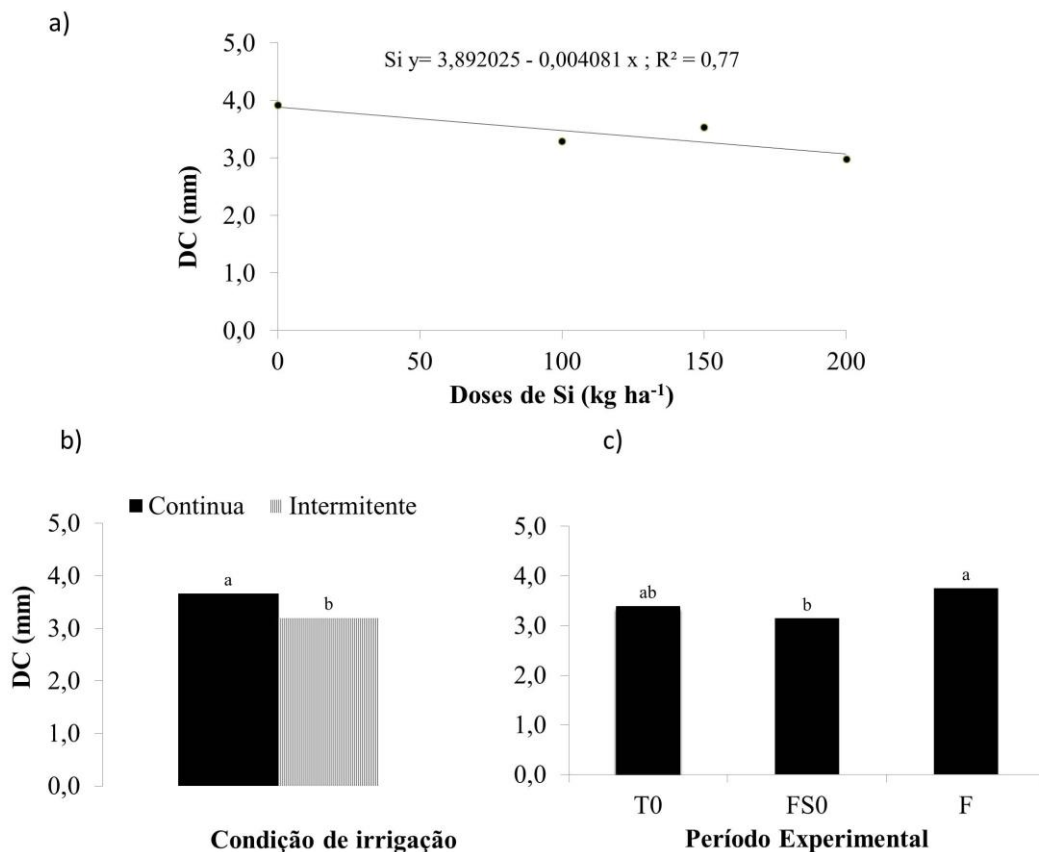 a)
Si y= 3,892025 - 0,004081 x ; R² = 0,77
5,0
4,0
3,0
2,0
1,0
0,0
DC (mm)
0 50 100 150 200
Doses de Si (kg ha⁻¹)
b)
Continua Intermitente
5,0
4,0
3,0
2,0
1,0
0,0
DC (mm)
a
b
Condição de irrigação
c)
5,0
4,0
3,0
2,0
1,0
0,0
ab
b
a
T0 FS0 F
Período Experimental